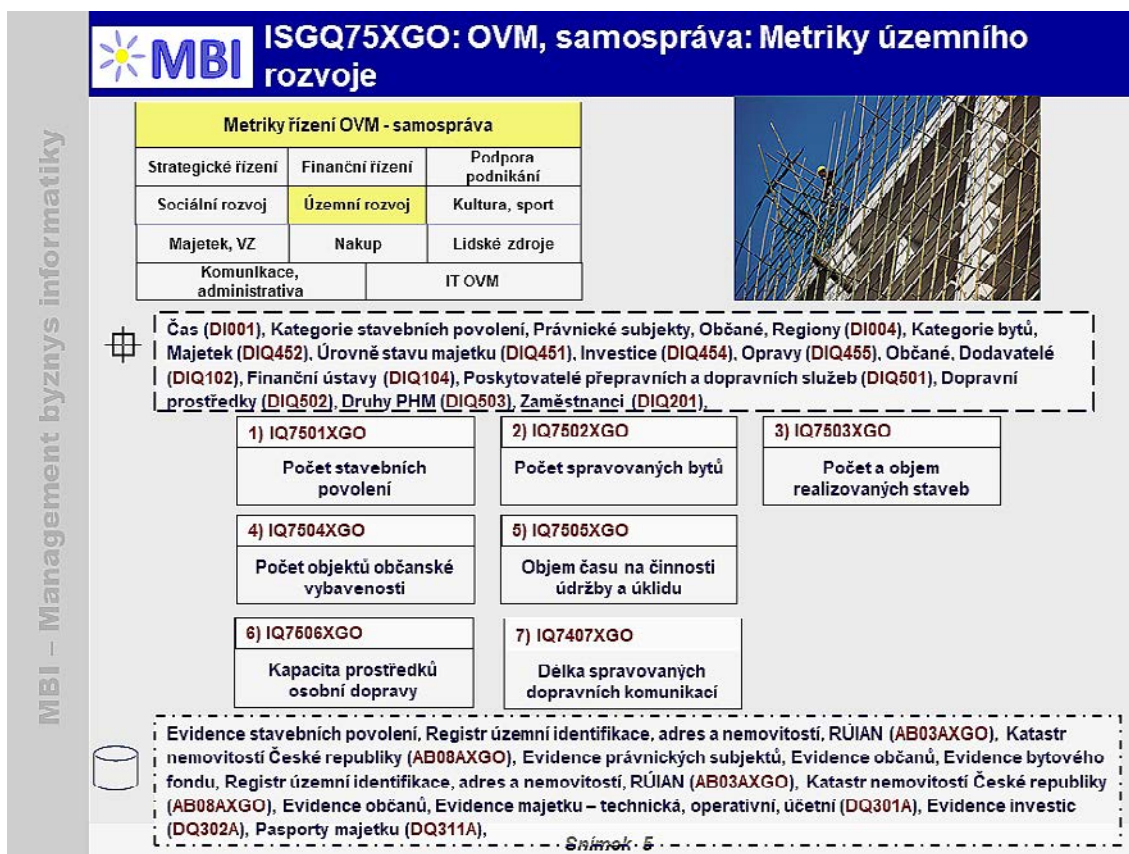 MBI
ISGQ75XGO: OVM, samospráva: Metriky územního
rozvoje
MBI – Management byznys informatiky
Metriky řízení OVM - samospráva
Strategické řízení
Finanční řízení
Podpora
podnikání
Sociální rozvoj
Územní rozvoj
Kultura, sport
Majetek, VZ
Nakup
Lidské zdroje
Komunikace,
administrativa
IT OVM
Čas (DI001), Kategorie stavebních povolení, Právnické subjekty, Občané, Regiony (DI004), Kategorie bytů,
Majetek (DIQ452), Úrovně stavu majetku (DIQ451), Investice (DIQ454), Opravy (DIQ455), Občané, Dodavatelé
(DIQ102), Finanční ústavy (DIQ104), Poskytovatelé přepravních a dopravních služeb (DIQ501), Dopravní
prostředky (DIQ502), Druhy PHM (DIQ503), Zaměstnanci (DIQ201),
1) IQ7501XGO
Počet stavebních
povolení
2) IQ7502XGO
Počet spravovaných bytů
3) IQ7503XGO
Počet a objem
realizovaných staveb
4) IQ7504XGO
Počet objektů občanské
vybavenosti
5) IQ7505XGO
Objem času na činnosti
údržby a úklidu
6) IQ7506XGO
Kapacita prostředků
osobní dopravy
7) IQ7407XGO
Délka spravovaných
dopravních komunikací
Evidence stavebních povolení, Registr územní identifikace, adres a nemovitostí, RÚIAN (AB03AXGO), Katastr
nemovitostí České republiky (AB08AXGO), Evidence právnických subjektů, Evidence občanů, Evidence bytového
fondu, Registr územní identifikace, adres a nemovitostí, RÚIAN (AB03AXGO), Katastr nemovitostí České republiky
(AB08AXGO), Evidence občanů, Evidence majetku – technická, operativní, účetní (DQ301A), Evidence investic
(DQ302A), Pasporty majetku (DQ311A),
Snímek 5